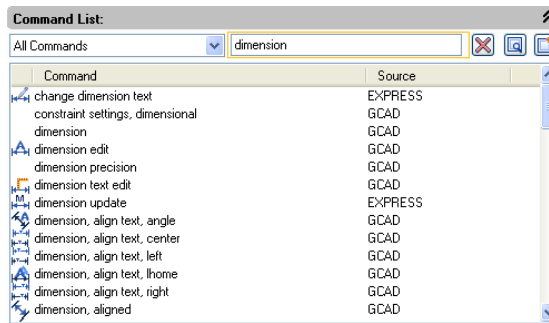 Command List:
All Commands dimension
Command Source
change dimension text EXPRESS
constraint settings, dimensional GCAD
dimension GCAD
dimension edit GCAD
dimension precision GCAD
dimension text edit GCAD
dimension update EXPRESS
dimension, align text, angle GCAD
dimension, align text, center GCAD
dimension, align text, left GCAD
dimension, align text, lhome GCAD
dimension, align text, right GCAD
dimension, aligned GCAD